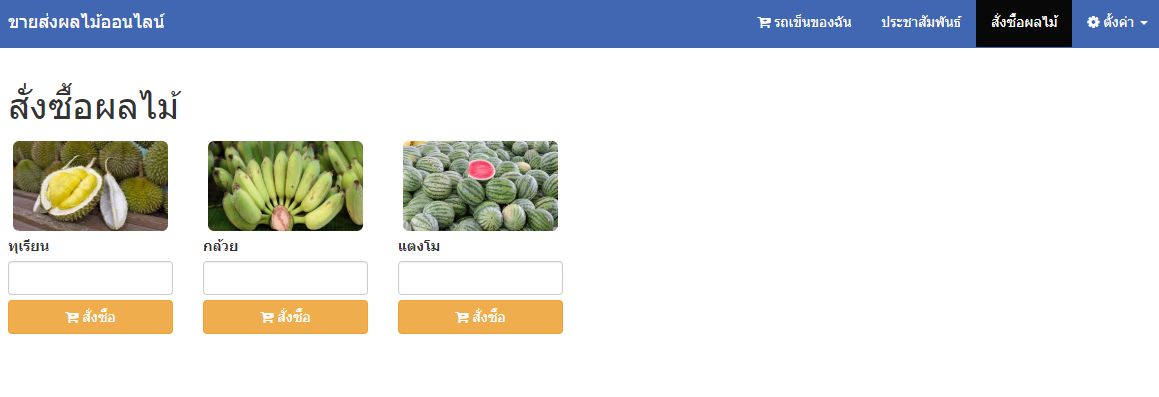 ขายส่งผลไม้ออนไลน์
รถเข็นของฉัน
ประชาสัมพันธ์
สั่งซื้อผลไม้
ตั้งค่า
สั่งซื้อผลไม้
ทุเรียน
กล้วย
แตงโม
สั่งซื้อ
สั่งซื้อ
สั่งซื้อ